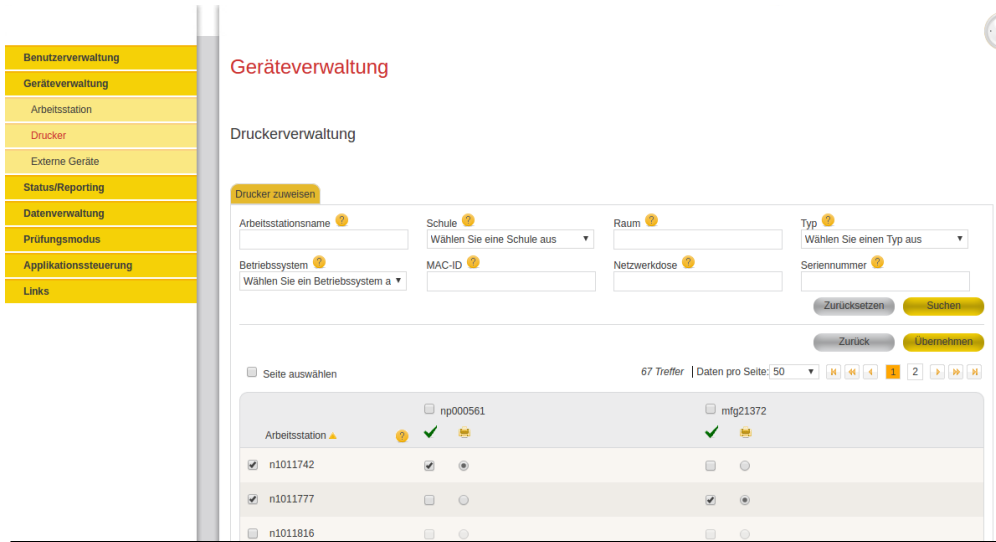 Benutzerverwaltung
Geräteverwaltung
Arbeitsstation
Drucker
Externe Geräte
Status/Reporting
Datenverwaltung
Prüfungsmodus
Applikationssteuerung
Links
Geräteverwaltung
Druckerverwaltung
Drucker zuweisen
Arbeitsstationsname ? Schule ? Raum ? Typ ?
Wählen Sie eine Schule aus Wählen Sie einen Typ aus
Betriebssystem ? MAC-ID ? Netzwerkdose ? Seriennummer ?
Wählen Sie ein Betriebssystem a
Zurücksetzen Suchen
Zurück Übernehmen
Seite auswählen 67 Treffer | Daten pro Seite: 50 1 2
np000561 mfg21372
Arbeitsstation ?
n1011742
n1011777
n1011816